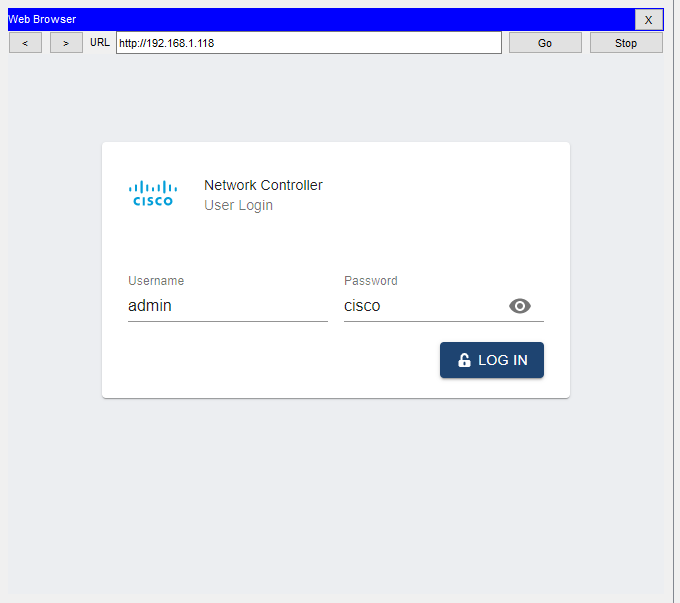 Web Browser X
< > URL http://192.168.1.118 Go Stop
CISCO
Network Controller
User Login
Username Password
admin cisco
LOG IN